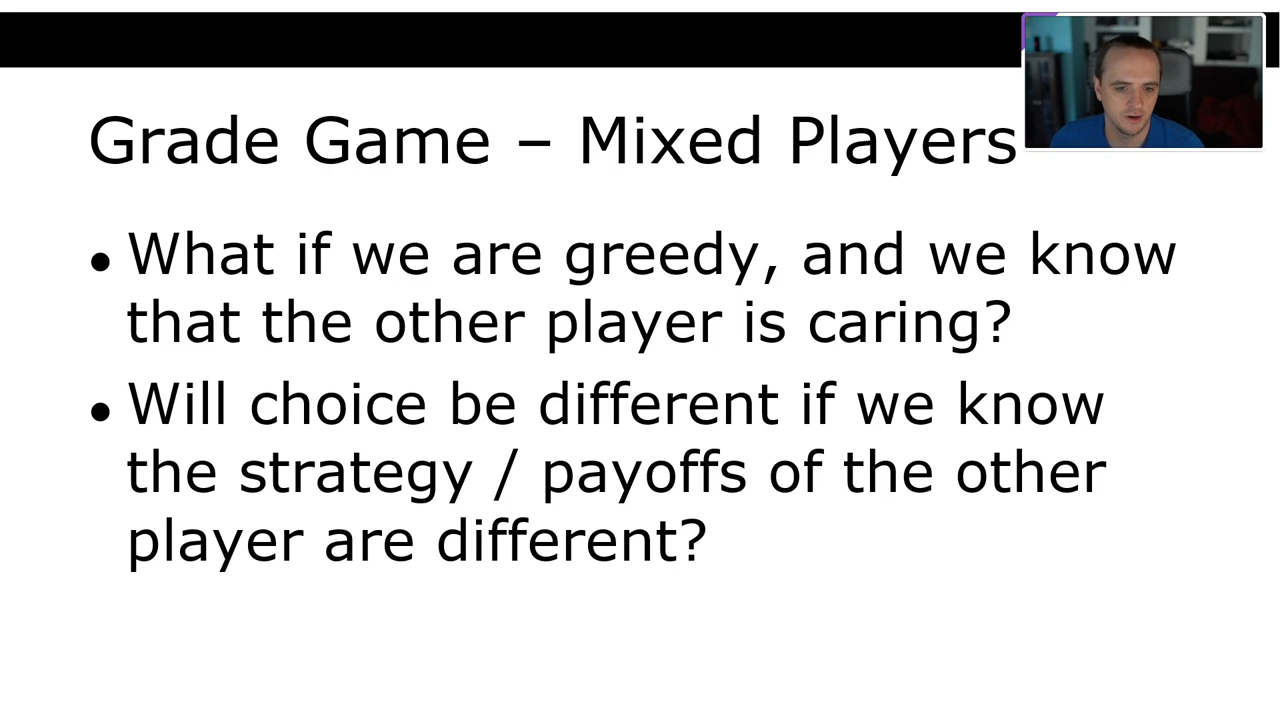 Grade Game – Mixed Players
• What if we are greedy, and we know
that the other player is caring?
• Will choice be different if we know
the strategy / payoffs of the other
player are different?